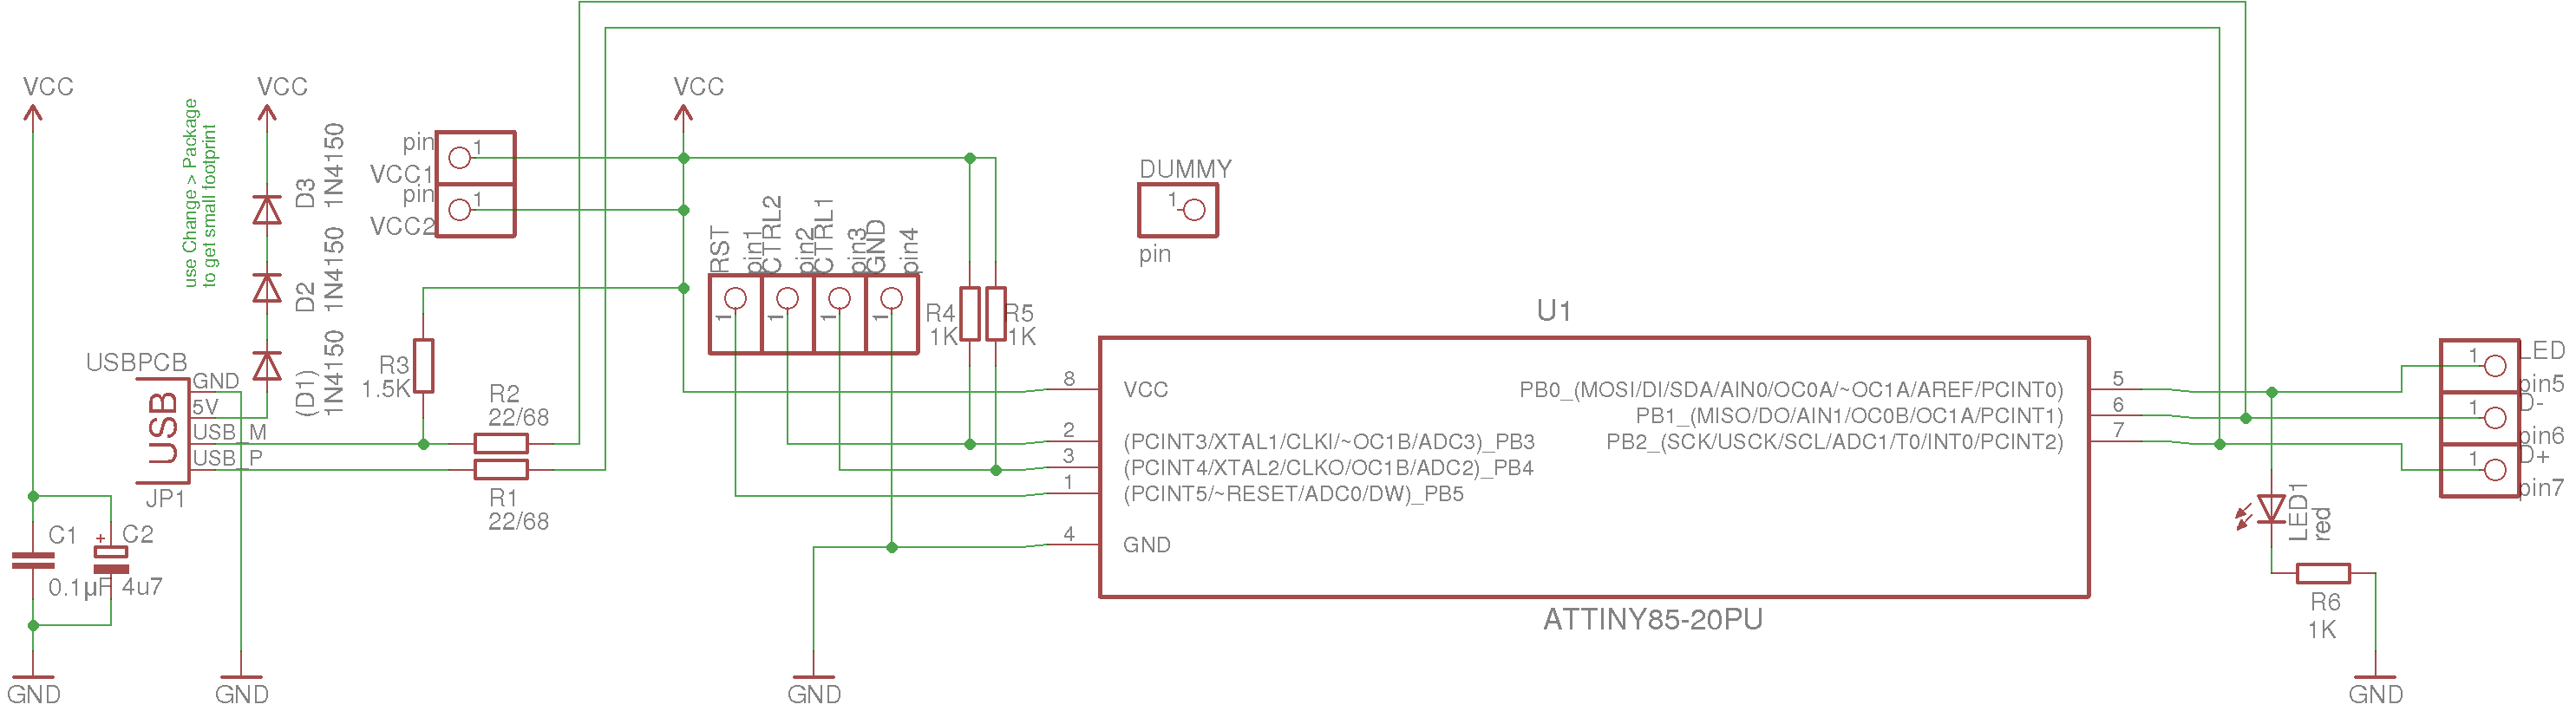 VCC
VCC
VCC
use Change > Package
to get small footprint
D3
1N4150
D2
1N4150
(D1)
1N4150
pin
1
VCC1
pin
1
VCC2
RST
pin1
CTRL2
pin2
CTRL1
pin3
GND
pin4
1
1
1
1
DUMMY
1
pin
R4
1K
R5
1K
R3
1.5K
USBPCB
GND
5V
USB_M
USB_P
USB
JP1
R2
22/68
R1
22/68
C1
0.1µF
+
C2
4u7
GND
GND
GND
U1
8
VCC
2
(PCINT3/XTAL1/CLKI/~OC1B/ADC3)_PB3
3
(PCINT4/XTAL2/CLKO/OC1B/ADC2)_PB4
1
(PCINT5/~RESET/ADC0/DW)_PB5
4
GND
PB0_(MOSI/DI/SDA/AIN0/OC0A/~OC1A/AREF/PCINT0)
5
PB1_(MISO/DO/AIN1/OC0B/OC1A/PCINT1)
6
PB2_(SCK/USCK/SCL/ADC1/T0/INT0/PCINT2)
7
ATTINY85-20PU
1
LED
pin5
1
D-
pin6
1
D+
pin7
LED1
red
R6
1K
GND